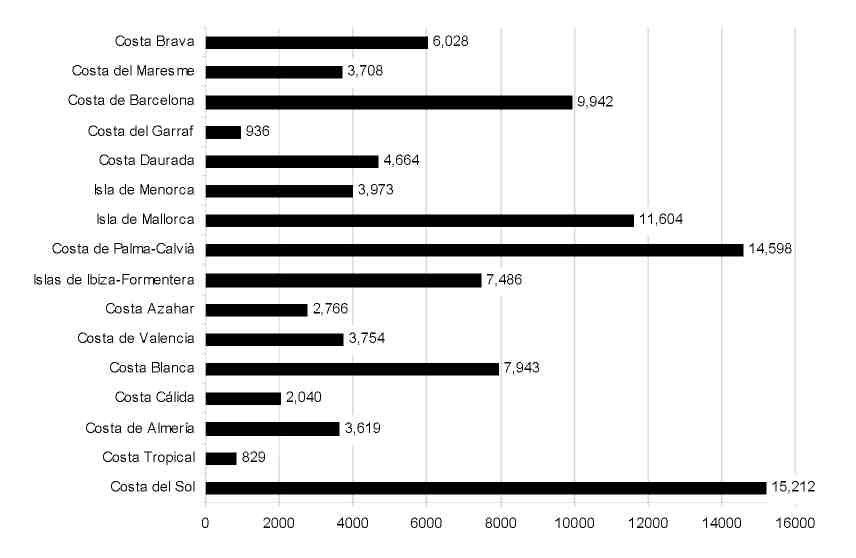 Costa Brava 6,028
Costa del Maresme 3,708
Costa de Barcelona 9,942
Costa del Garraf 936
Costa Daurada 4,664
Isla de Menorca 3,973
Isla de Mallorca 11,604
Costa de Palma-Calviá 14,598
Islas de Ibiza-Formentera 7,486
Costa Azahar 2,766
Costa de Valencia 3,754
Costa Blanca 7,943
Costa Cálida 2,040
Costa de Almería 3,619
Costa Tropical 829
Costa del Sol 15,212
0 2000 4000 6000 8000 10000 12000 14000 16000